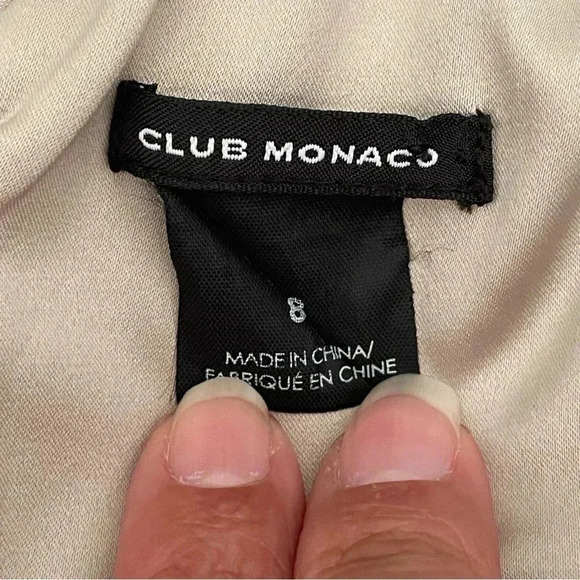 CLUB MONACO
8
MADE IN CHINA/
FABRIQUÉ EN CHINE